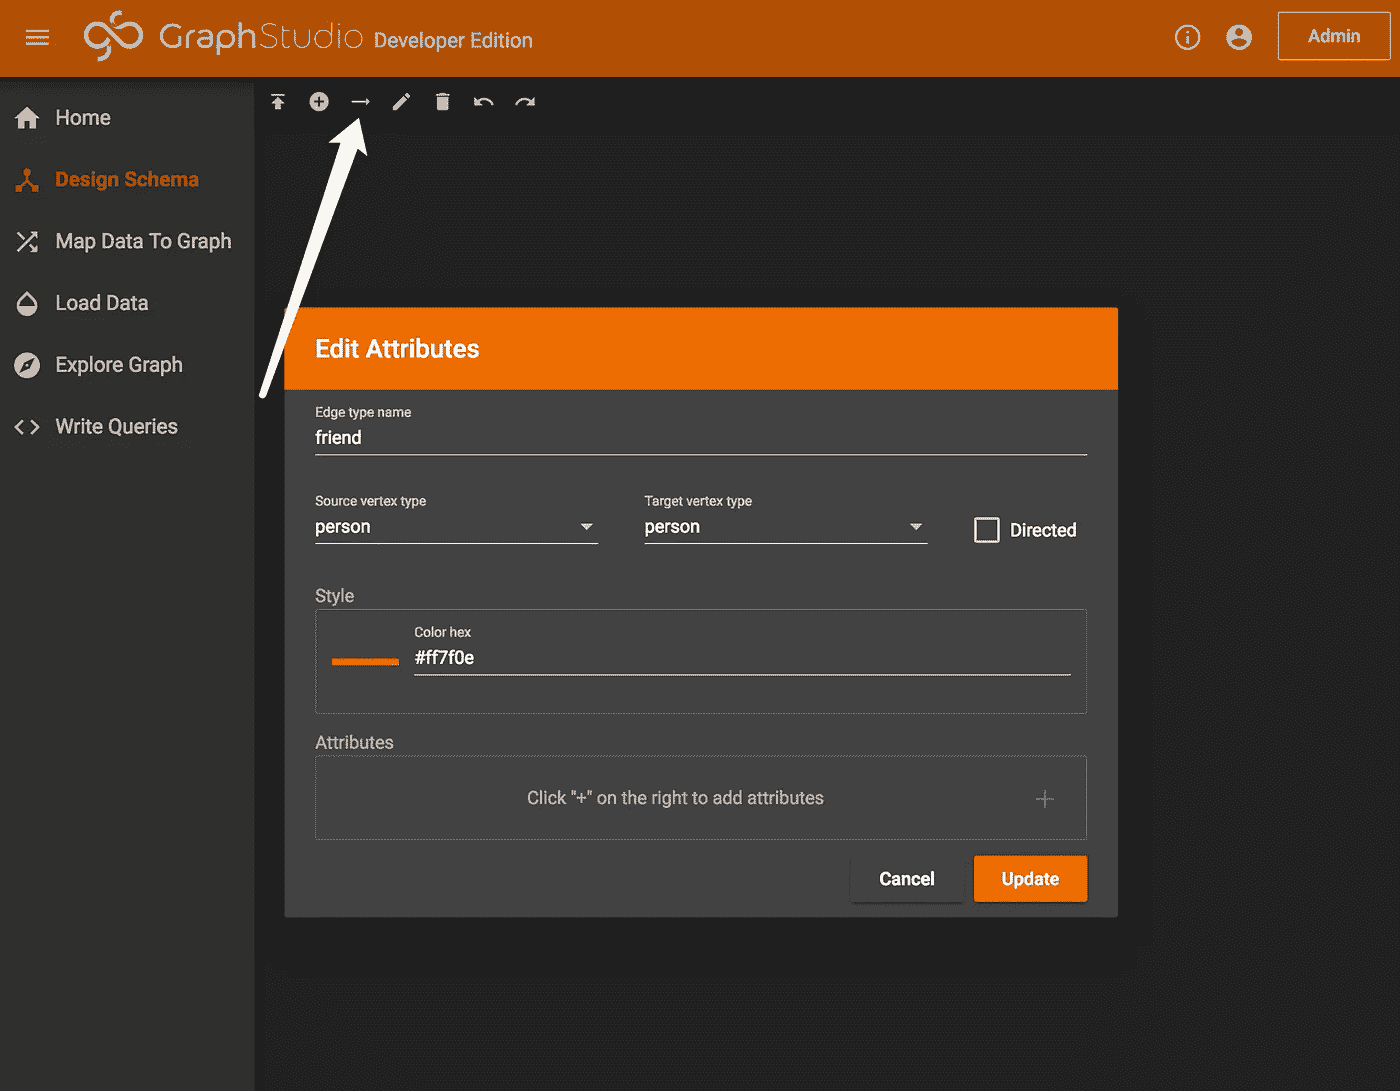 GraphStudio Developer Edition
Admin
Home
Design Schema
Map Data To Graph
Load Data
Explore Graph
Write Queries
Edit Attributes
Edge type name
friend
Source vertex type
person
Target vertex type
person
Directed
Style
Color hex
#ff7f0e
Attributes
Click "+" on the right to add attributes
Cancel
Update